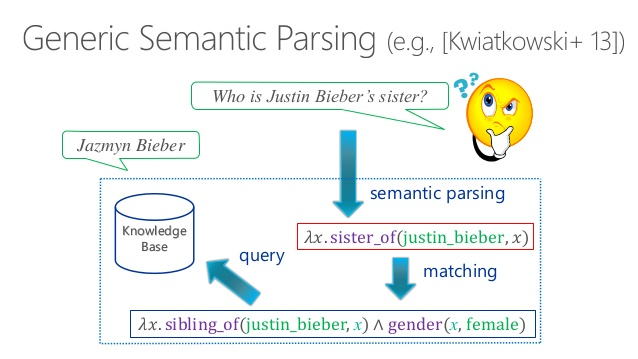 Generic Semantic Parsing (e.g., [Kwiatkowski+ 13])
Who is Justin Bieber's sister?
??
?
Jazmyn Bieber
semantic parsing
Knowledge
Base
λx. sister_of(justin_bieber, x)
query
matching
λx. sibling_of(justin_bieber, x) ∧ gender(x, female)